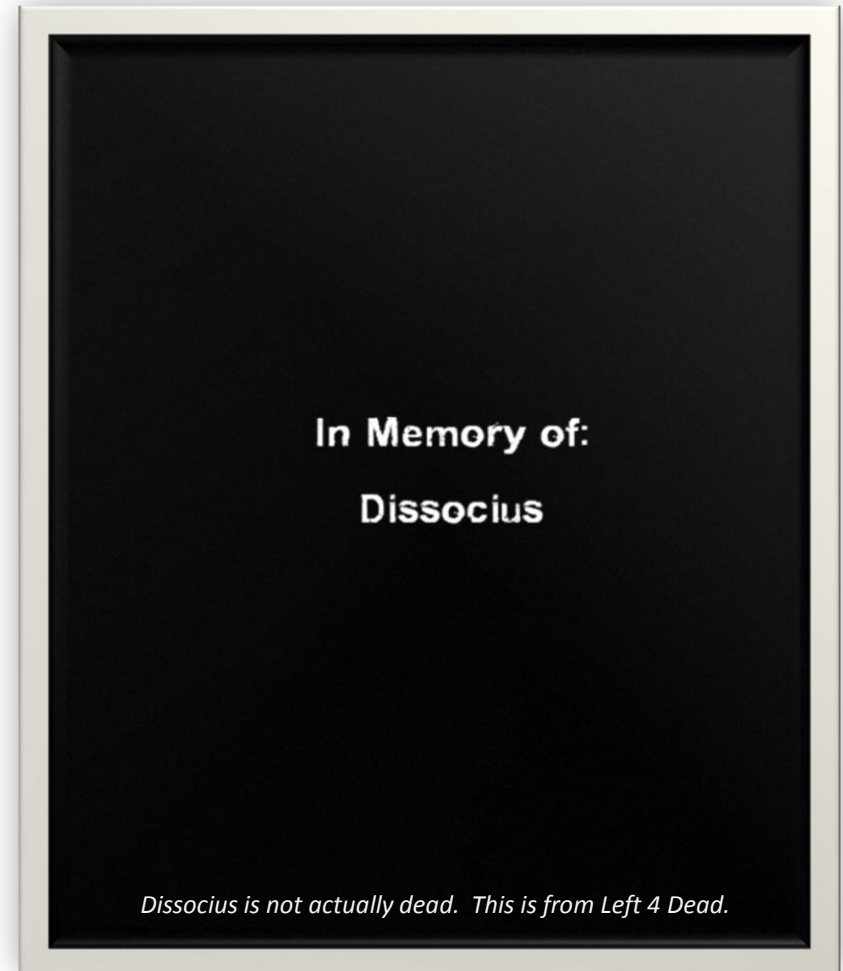 In Memory of:
Dissocius
Dissocius is not actually dead.  This is from Left 4 Dead.